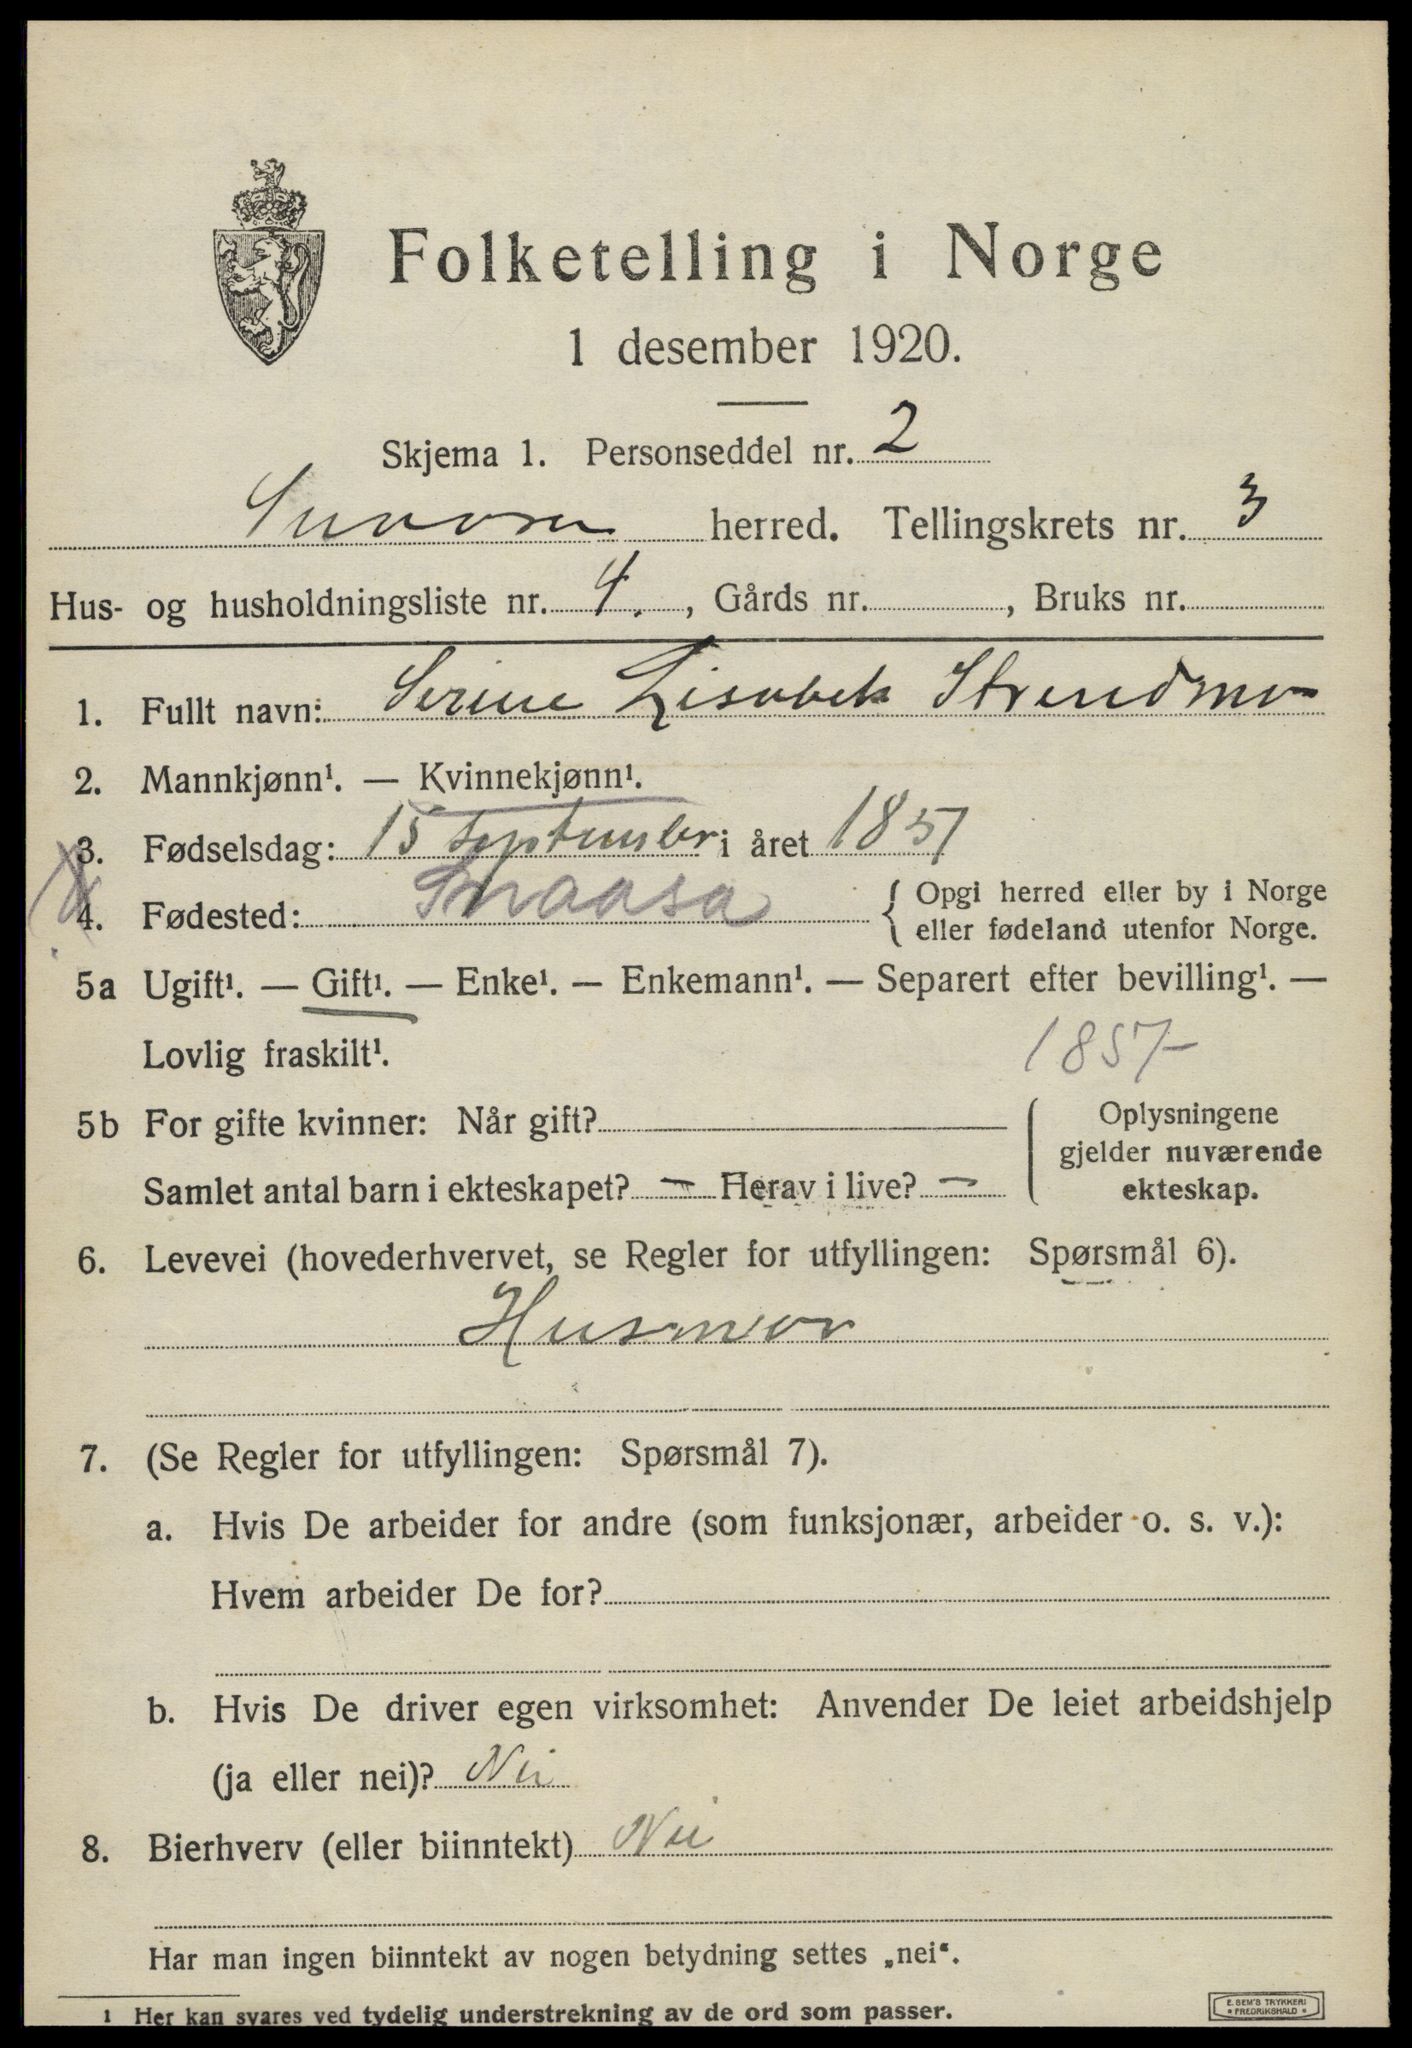 Folketelling i Norge
1 desember 1920.
Skjema 1. Personseddel nr. 2
Snaasa herred. Tellingskrets nr. 3
Hus- og husholdningsliste nr. 4. , Gårds nr. , Bruks nr.
1. Fullt navn: Serine Lisabek Strendmo
2. Mannkjønn¹. — Kvinnekjønn¹.
3. Fødselsdag: 15 september i året 1857
4. Fødested: Snaasa { Opgi herred eller by i Norge
eller fødeland utenfor Norge.
5a Ugift¹. — Gift¹. — Enke¹. — Enkemann¹. — Separert efter bevilling¹. —
Lovlig fraskilt¹. 1857-
5b For gifte kvinner: Når gift? Oplysningene
gjelder nuværende
Samlet antal barn i ekteskapet? — Herav i live? — ekteskap.
6. Levevei (hovederhvervet, se Regler for utfyllingen: Spørsmål 6).
Husmor
7. (Se Regler for utfyllingen: Spørsmål 7).
a. Hvis De arbeider for andre (som funksjonær, arbeider o. s. v.):
Hvem arbeider De for?
b. Hvis De driver egen virksomhet: Anvender De leiet arbeidshjelp
(ja eller nei)? Nei
8. Bierhverv (eller biinntekt) Nei
Har man ingen biinntekt av nogen betydning settes „nei“.
1 Her kan svares ved tydelig understrekning av de ord som passer.
E. SEM'S TRYKKERI
FREDRIKSHALD